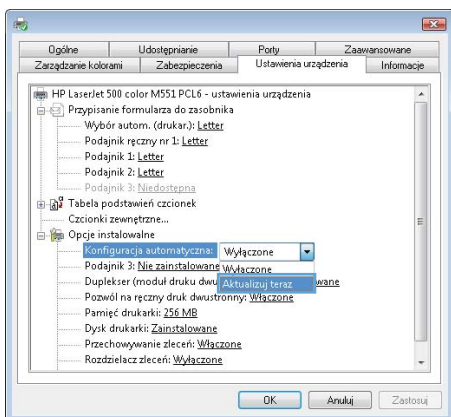 Ogólne Udostępnianie Porty Zaawansowane
Zarządzanie kolorami Zabezpieczenia Ustawienia urządzenia Informacje
HP LaserJet 500 color M551 PCL6 - ustawienia urządzenia
Przypisanie formularza do zasobnika
Wybór autom. (drukar.): Letter
Podajnik ręczny nr 1: Letter
Podajnik 1: Letter
Podajnik 2: Letter
Podajnik 3: Niedostępna
Tabela podstawień czcionek
Czcionki zewnętrzne...
Opcje instalowalne
Konfiguracja automatyczna: Wyłączone
Podajnik 3: Nie zainstalowane Wyłączone
Duplekser (moduł druku dwu Aktualizuj teraz wane
Pozwól na ręczny druk dwustronny: Włączone
Pamięć drukarki: 256 MB
Dysk drukarki: Zainstalowane
Przechowywanie zleceń: Włączone
Rozdzielacz zleceń: Wyłączone
OK Anuluj Zastosuj